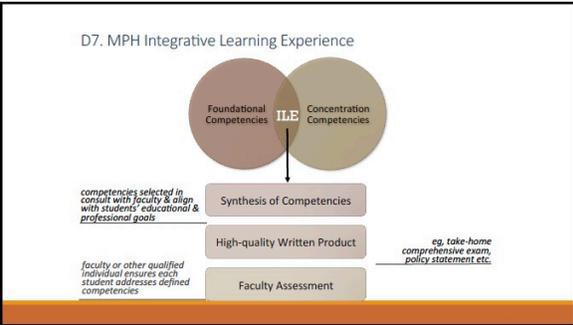 D7. MPH Integrative Learning Experience
Foundational
Competencies
ILE
Concentration
Competencies
competencies selected in
consult with faculty & align
with students' educational &
professional goals
Synthesis of Competencies
High-quality Written Product
eg, take-home
comprehensive exam,
policy statement etc.
faculty or other qualified
individual ensures each
student addresses defined
competencies
Faculty Assessment